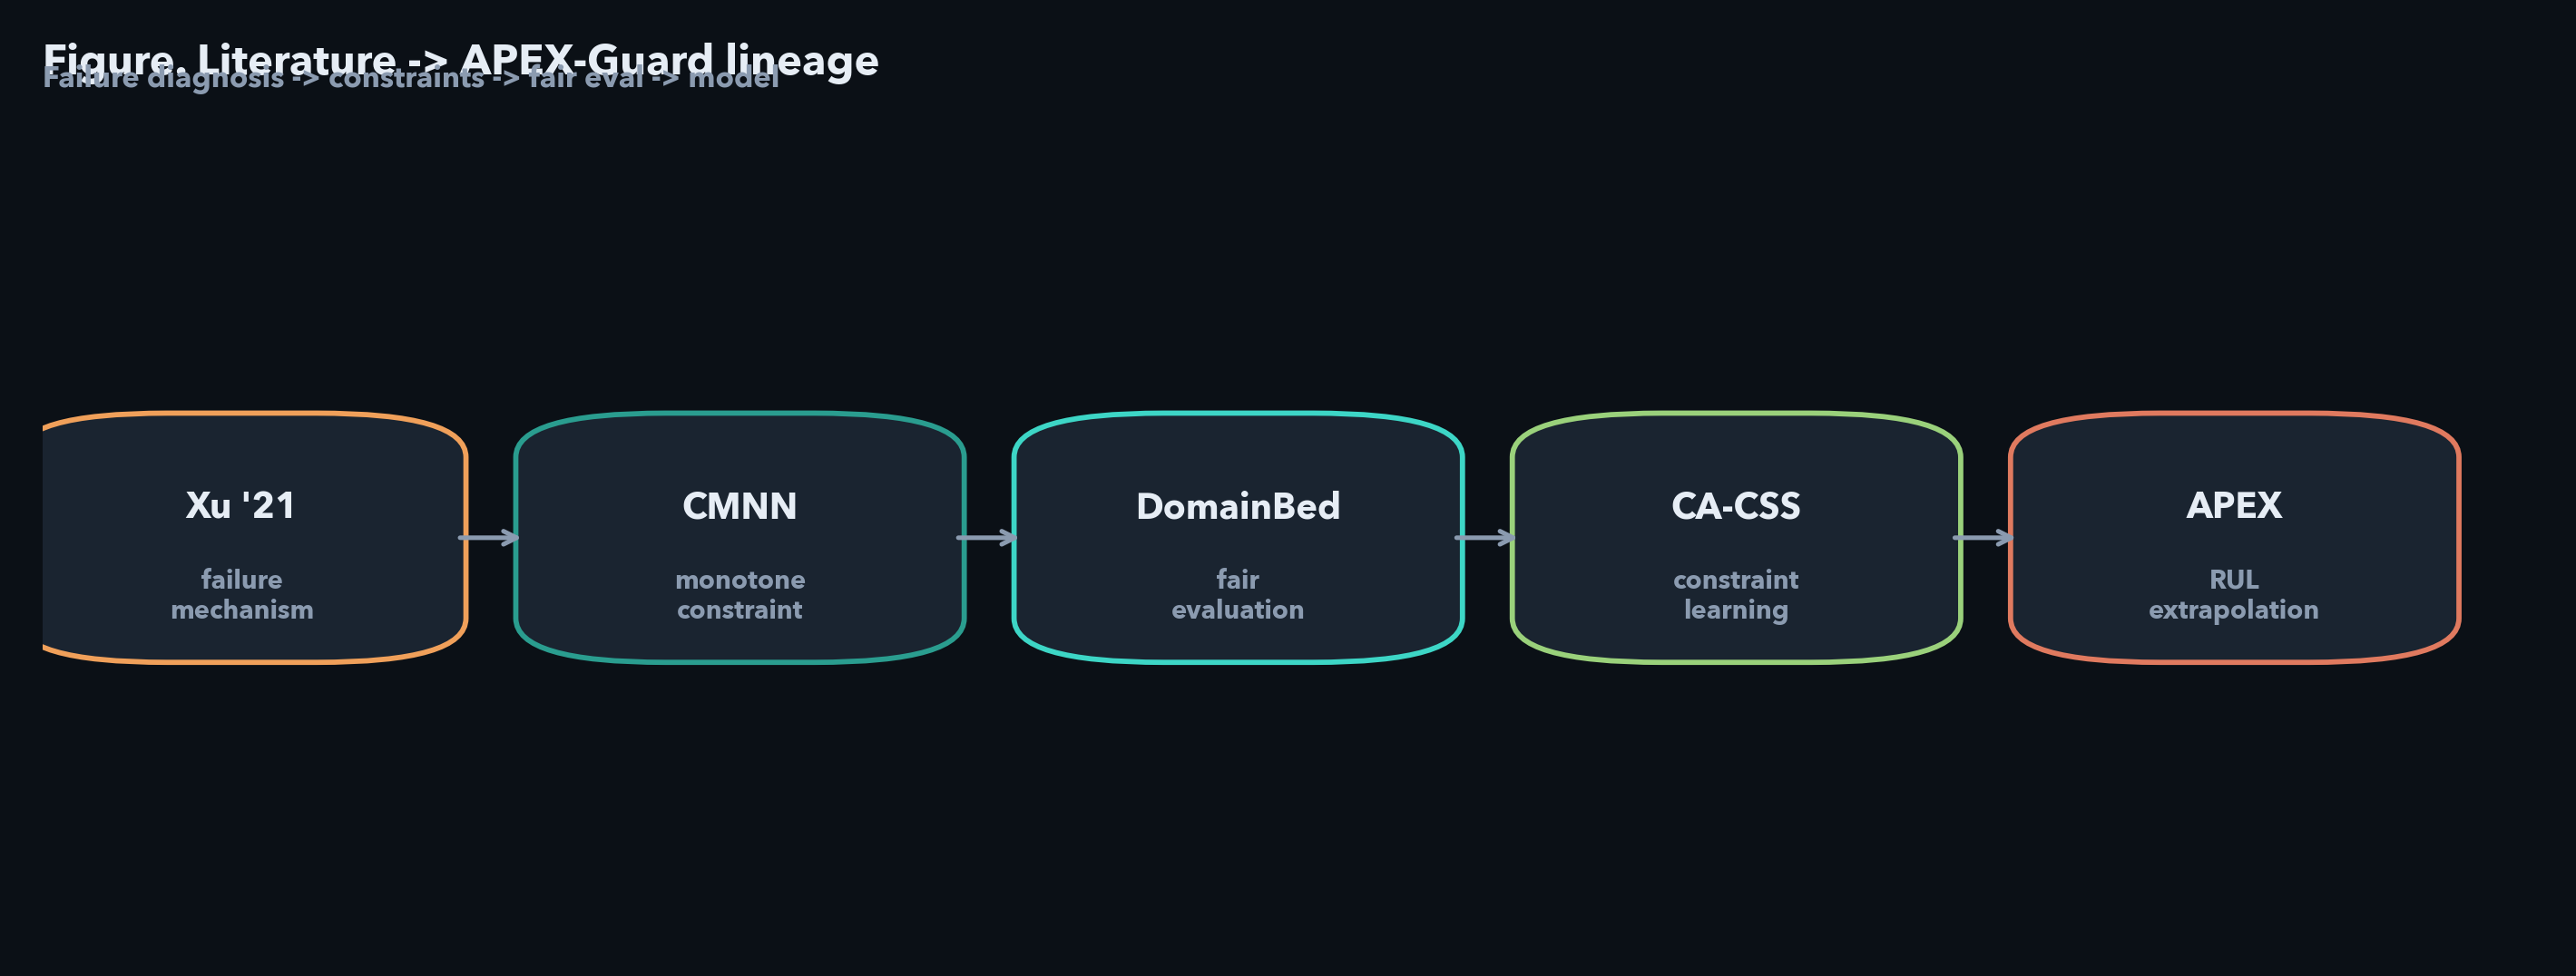 Figure. Literature -> APEX-Guard lineage
Failure diagnosis -> constraints -> fair eval -> model
Xu '21
failure
mechanism
CMNN
monotone
constraint
DomainBed
fair
evaluation
CA-CSS
constraint
learning
APEX
RUL
extrapolation